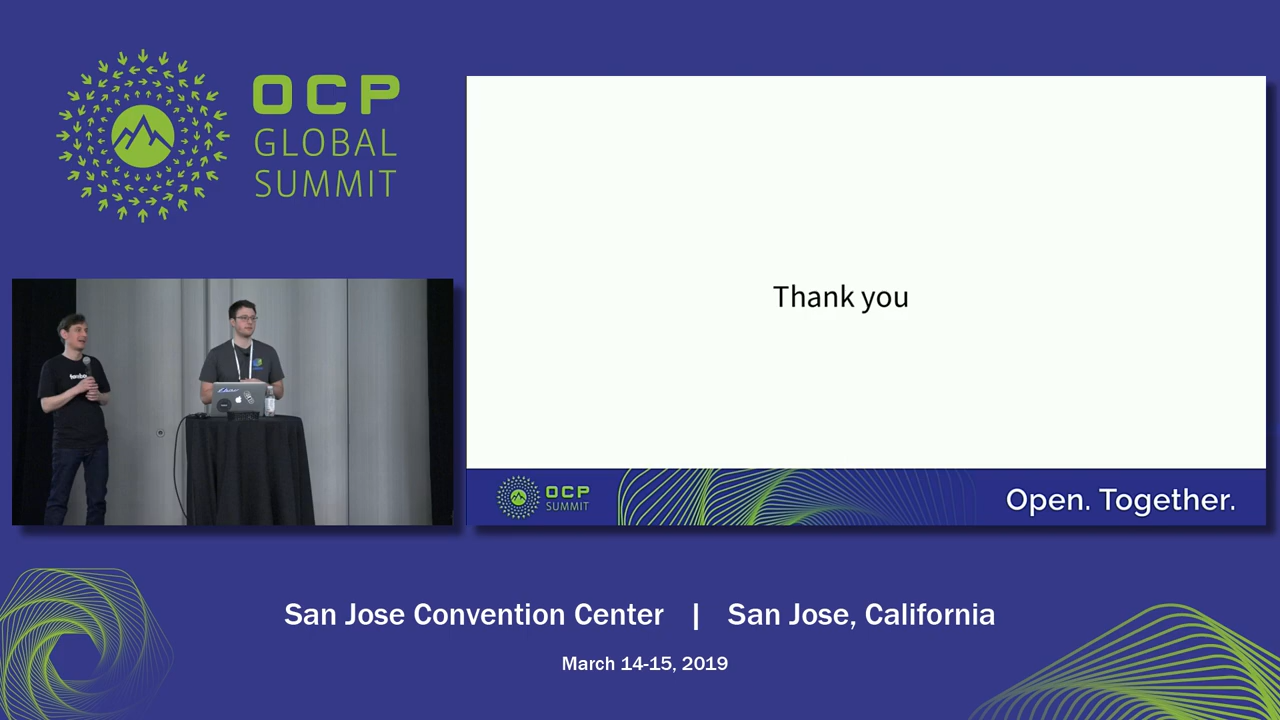 OCP
GLOBAL
SUMMIT
Thank you
OCP
SUMMIT
Open. Together.
San Jose Convention Center | San Jose, California
March 14-15, 2019